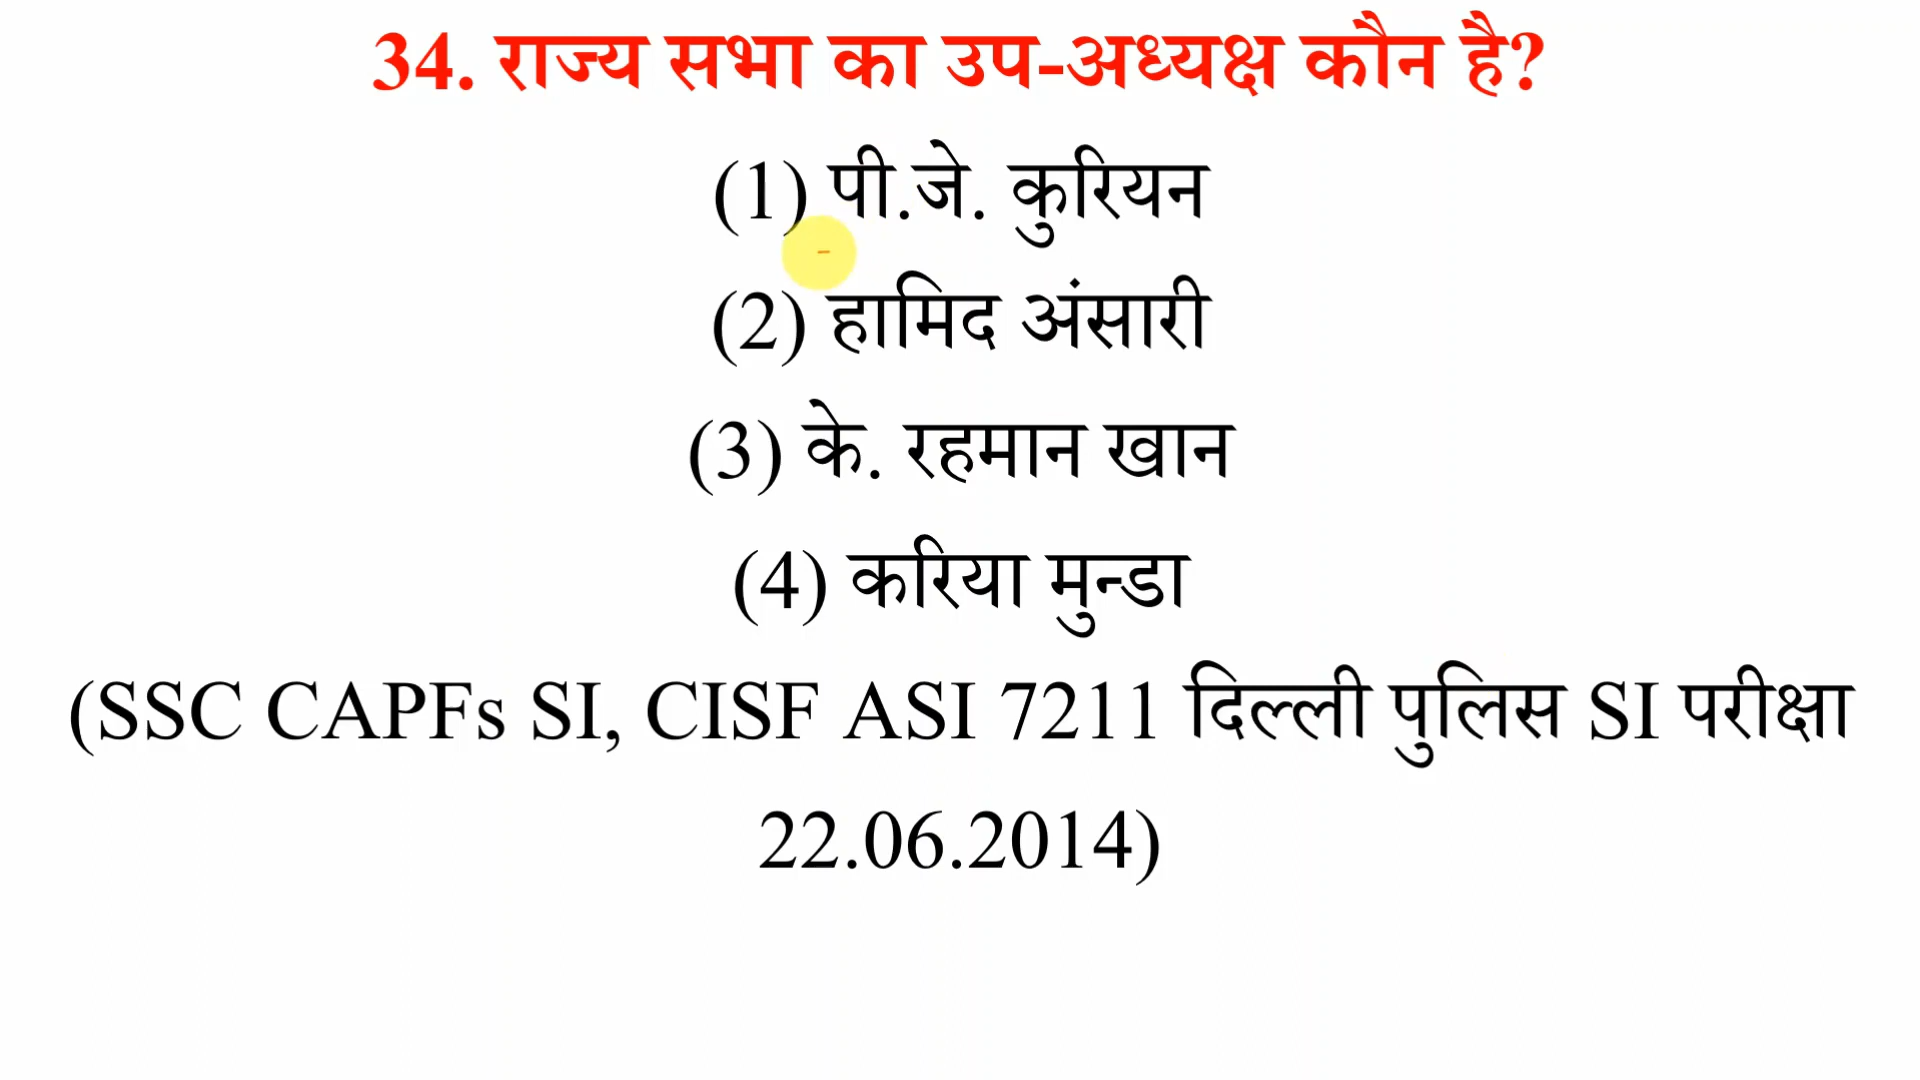 34. राज्य सभा का उप-अध्यक्ष कौन है?
(1) पी.जे. कुरियन
(2) हामिद अंसारी
(3) के. रहमान खान
(4) करिया मुन्डा
(SSC CAPFs SI, CISF ASI 7211 दिल्ली पुलिस SI परीक्षा
22.06.2014)